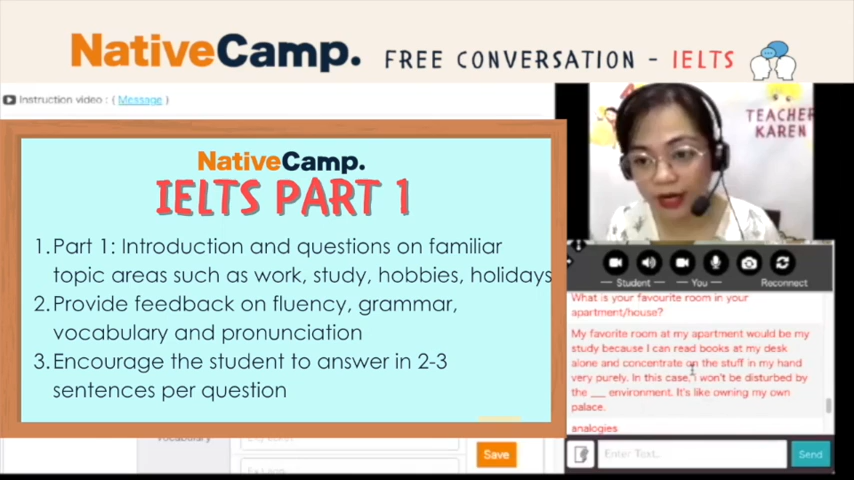 NativeCamp. FREE CONVERSATION - IELTS
Instruction video : ( Message )
NativeCamp.
IELTS PART 1
1. Part 1: Introduction and questions on familiar
topic areas such as work, study, hobbies, holidays
2. Provide feedback on fluency, grammar,
vocabulary and pronunciation
3. Encourage the student to answer in 2-3
sentences per question
Save
TEACHER
KAREN
Student
You
Reconnect
What is your favourite room in your
apartment/house?
My favorite room at my apartment would be my
study because I can read books at my desk
alone and concentrate on the stuff in my hand
very purely. In this case, I won't be disturbed by
the ___ environment. It's like owning my own
palace.
analogies
Enter Text..
Send